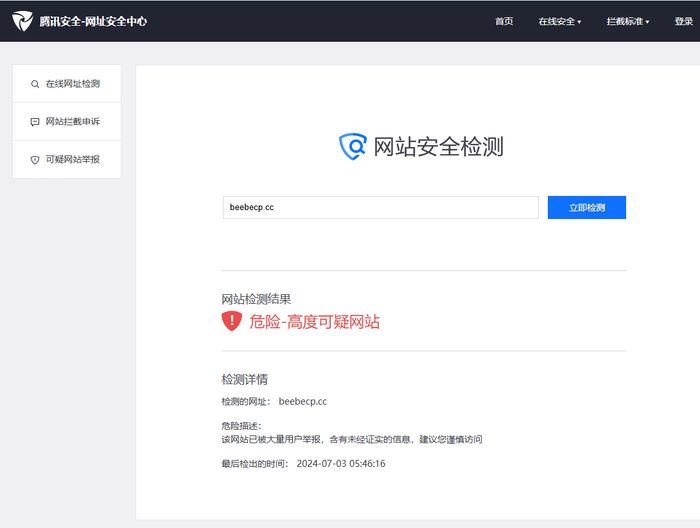 腾讯安全-网址安全中心
首页 在线安全 拦截标准 登录
在线网址检测
网站拦截申诉
可疑网站举报
网站安全检测
beebecp.cc 立即检测
网站检测结果
危险-高度可疑网站
检测详情
检测的网址： beebecp.cc
危险描述：
该网站已被大量用户举报，含有未经证实的信息，建议您谨慎访问
最后检出的时间： 2024-07-03 05:46:16